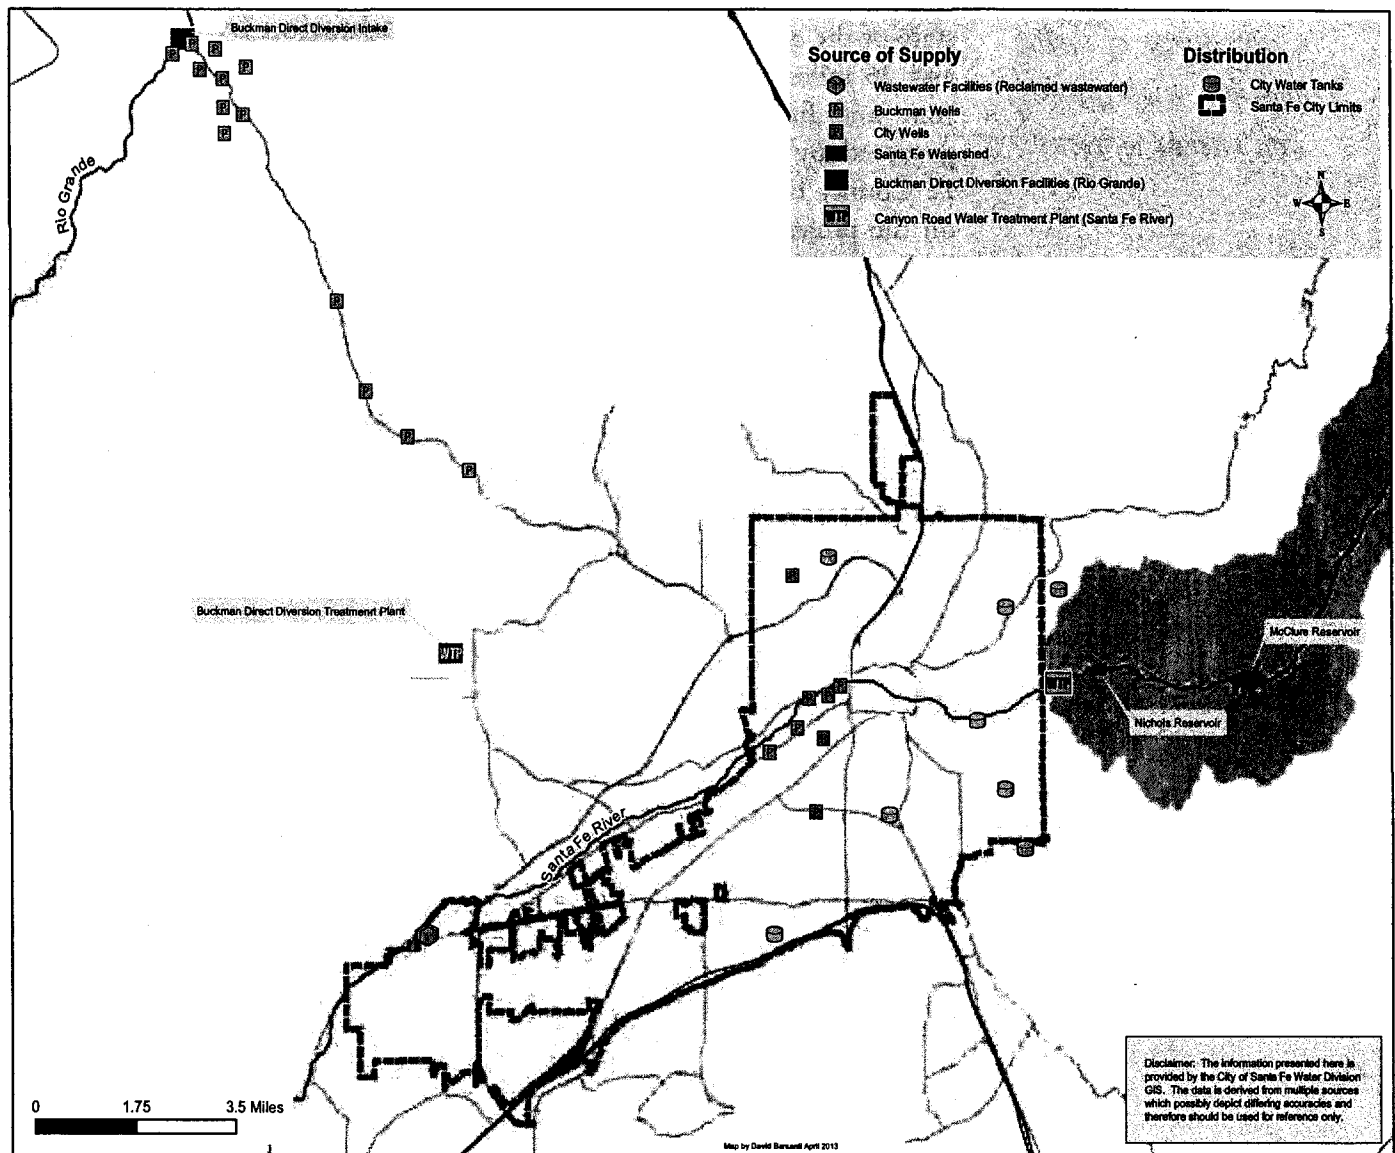 Buckman Direct Diversion Intake
Source of Supply
Wastewater Facilities (Reclaimed wastewater)
Buckman Wells
City Wells
Santa Fe Watershed
Buckman Direct Diversion Facilities (Rio Grande)
WTP
Canyon Road Water Treatment Plant (Santa Fe River)
Distribution
City Water Tanks
Santa Fe City Limits
N
W
E
S
Rio Grande
P
P
P
P
P
P
P
P
P
P
P
P
P
Buckman Direct Diversion Treatmenrt Plant
WTP
McClure Reservoir
WTP
Nichols Reservoir
Santa Fe River
0 1.75 3.5 Miles
Disclaimer: The information presented here is
provided by the City of Santa Fe Water Division
GIS. The data is derived from multiple sources
which possibly depict differing accuracies and
therefore should be used for reference only.
Map by David Barsanti April 2013